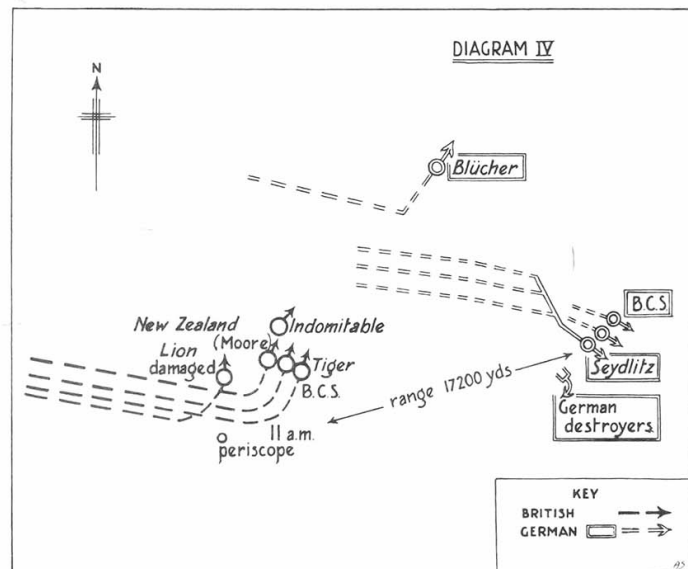 DIAGRAM IV
N
Blücher
B.C.S.
New Zealand
(Moore)
Indomitable
Lion
damaged
Tiger
B.C.S.
Seydlitz
range 17200 yds
German
destroyers
11 a.m.
periscope
KEY
BRITISH
GERMAN
AS